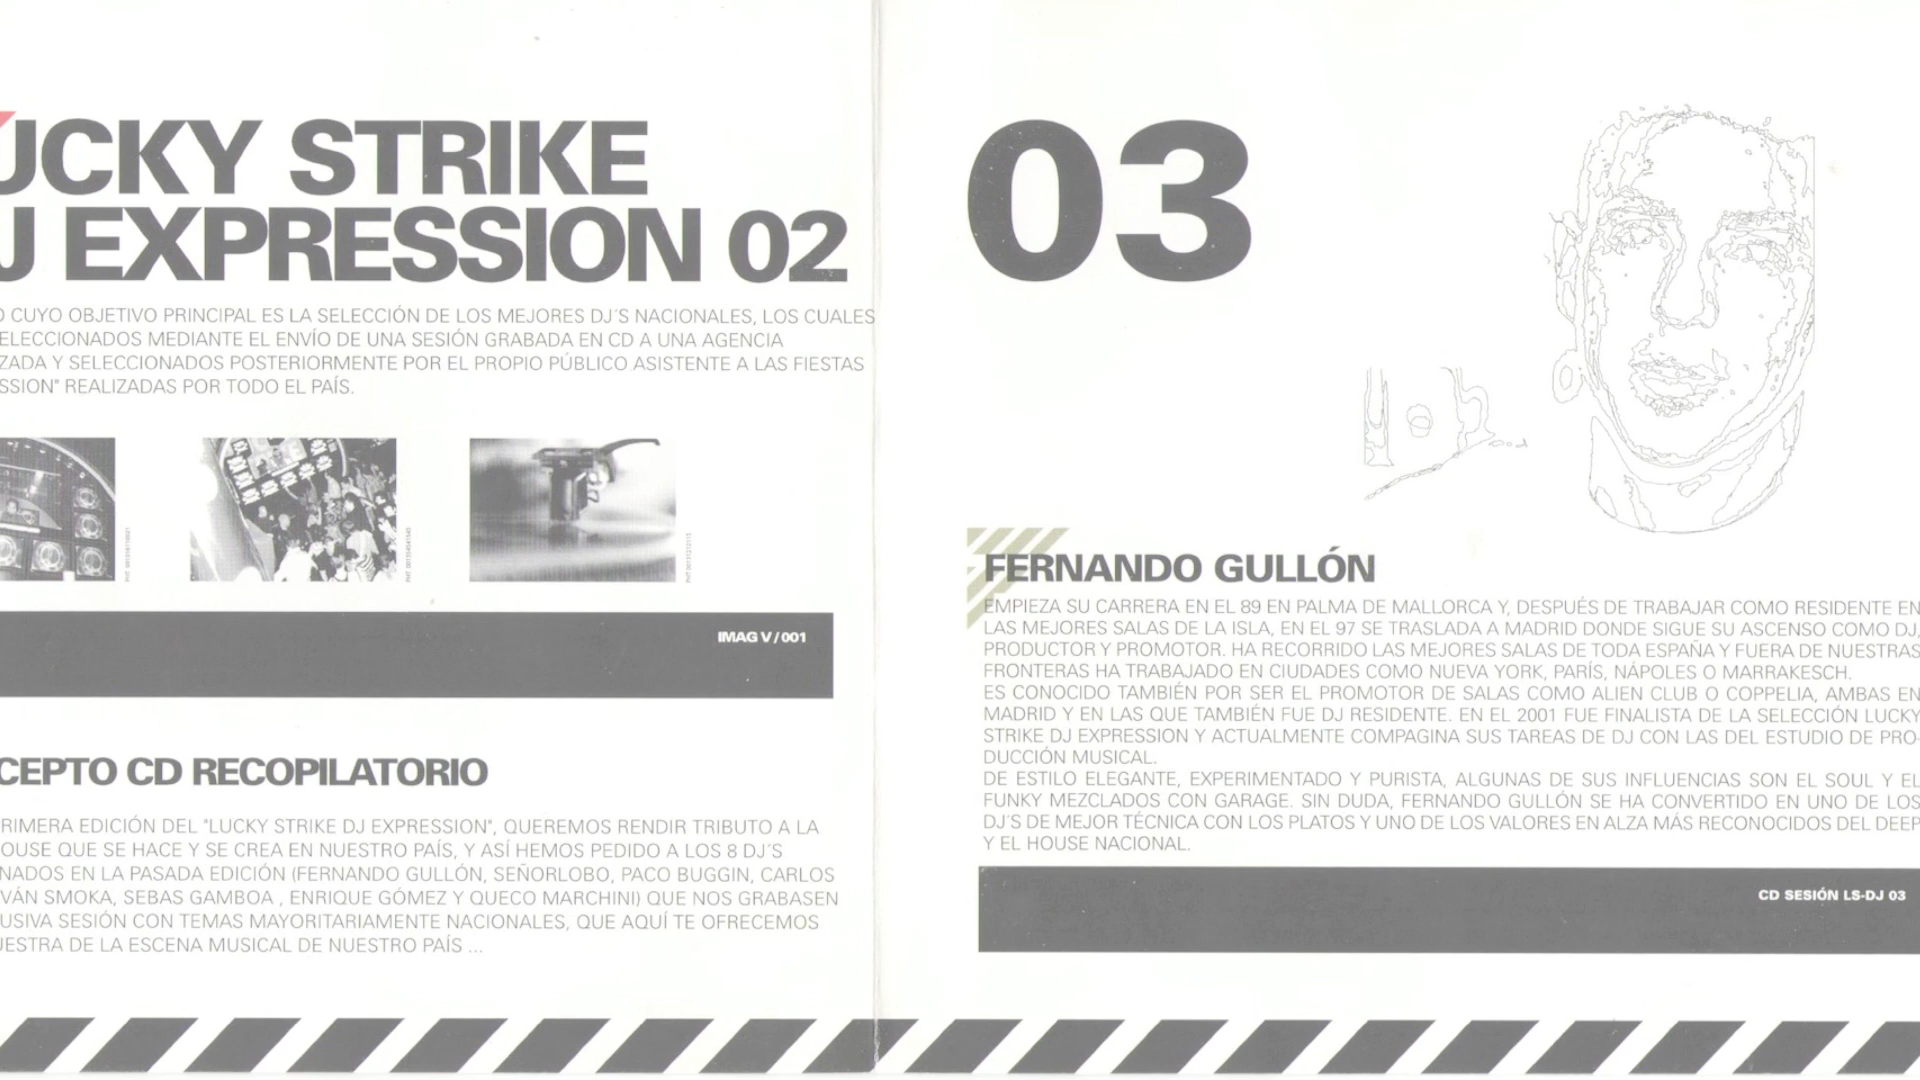 UCKY STRIKE
J EXPRESSION 02
O CUYO OBJETIVO PRINCIPAL ES LA SELECCIÓN DE LOS MEJORES DJ´S NACIONALES, LOS CUALES
ELECCIONADOS MEDIANTE EL ENVÍO DE UNA SESIÓN GRABADA EN CD A UNA AGENCIA
ZADA Y SELECCIONADOS POSTERIORMENTE POR EL PROPIO PÚBLICO ASISTENTE A LAS FIESTAS
SSION" REALIZADAS POR TODO EL PAÍS.
IMAG V / 001
CEPTO CD RECOPILATORIO
RIMERA EDICIÓN DEL "LUCKY STRIKE DJ EXPRESSION", QUEREMOS RENDIR TRIBUTO A LA
OUSE QUE SE HACE Y SE CREA EN NUESTRO PAÍS, Y ASÍ HEMOS PEDIDO A LOS 8 DJ´S
NADOS EN LA PASADA EDICIÓN (FERNANDO GULLÓN, SEÑORLOBO, PACO BUGGIN, CARLOS
VÁN SMOKA, SEBAS GAMBOA , ENRIQUE GÓMEZ Y QUECO MARCHINI) QUE NOS GRABASEN
USIVA SESIÓN CON TEMAS MAYORITARIAMENTE NACIONALES, QUE AQUÍ TE OFRECEMOS
UESTRA DE LA ESCENA MUSICAL DE NUESTRO PAÍS ...
03
FERNANDO GULLÓN
EMPIEZA SU CARRERA EN EL 89 EN PALMA DE MALLORCA Y, DESPUÉS DE TRABAJAR COMO RESIDENTE EN
LAS MEJORES SALAS DE LA ISLA, EN EL 97 SE TRASLADA A MADRID DONDE SIGUE SU ASCENSO COMO DJ,
PRODUCTOR Y PROMOTOR. HA RECORRIDO LAS MEJORES SALAS DE TODA ESPAÑA Y FUERA DE NUESTRAS
FRONTERAS HA TRABAJADO EN CIUDADES COMO NUEVA YORK, PARÍS, NÁPOLES O MARRAKESCH.
ES CONOCIDO TAMBIÉN POR SER EL PROMOTOR DE SALAS COMO ALIEN CLUB O COPPELIA, AMBAS EN
MADRID Y EN LAS QUE TAMBIÉN FUE DJ RESIDENTE. EN EL 2001 FUE FINALISTA DE LA SELECCIÓN LUCKY
STRIKE DJ EXPRESSION Y ACTUALMENTE COMPAGINA SUS TAREAS DE DJ CON LAS DEL ESTUDIO DE PRO-
DUCCIÓN MUSICAL.
DE ESTILO ELEGANTE, EXPERIMENTADO Y PURISTA, ALGUNAS DE SUS INFLUENCIAS SON EL SOUL Y EL
FUNKY MEZCLADOS CON GARAGE. SIN DUDA, FERNANDO GULLÓN SE HA CONVERTIDO EN UNO DE LOS
DJ´S DE MEJOR TÉCNICA CON LOS PLATOS Y UNO DE LOS VALORES EN ALZA MÁS RECONOCIDOS DEL DEEP
Y EL HOUSE NACIONAL.
CD SESIÓN LS-DJ 03